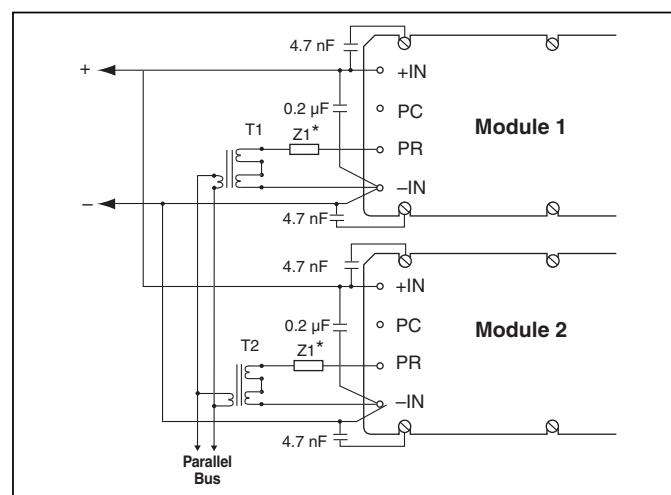 4.7 nF
+
+IN
0.2 µF
PC
Module 1
T1
Z1*
PR
–
–IN
4.7 nF
4.7 nF
+IN
0.2 µF
PC
Module 2
T2
Z1*
PR
–IN
4.7 nF
Parallel
Bus